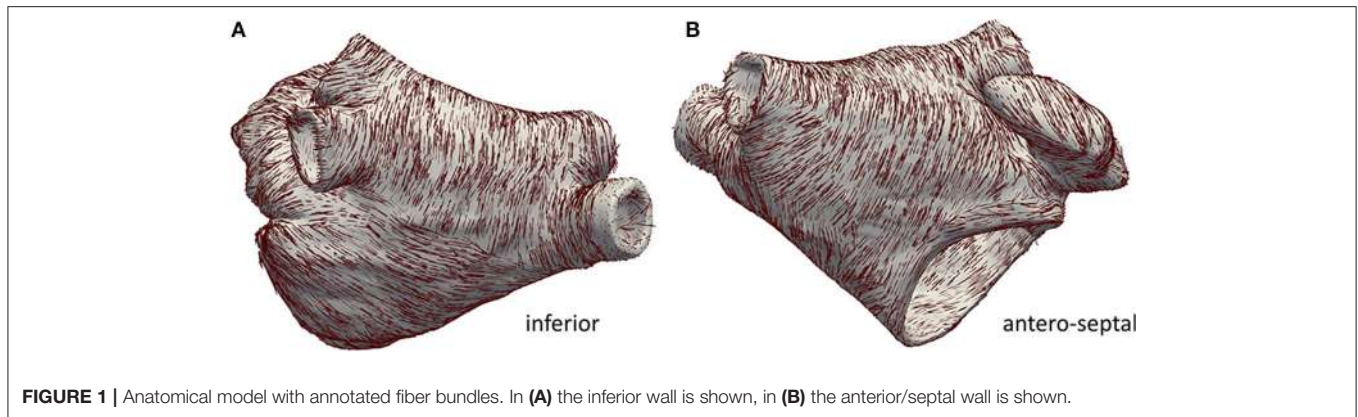 A
B
inferior
antero-septal
FIGURE 1 | Anatomical model with annotated fiber bundles. In (A) the inferior wall is shown, in (B) the anterior/septal wall is shown.